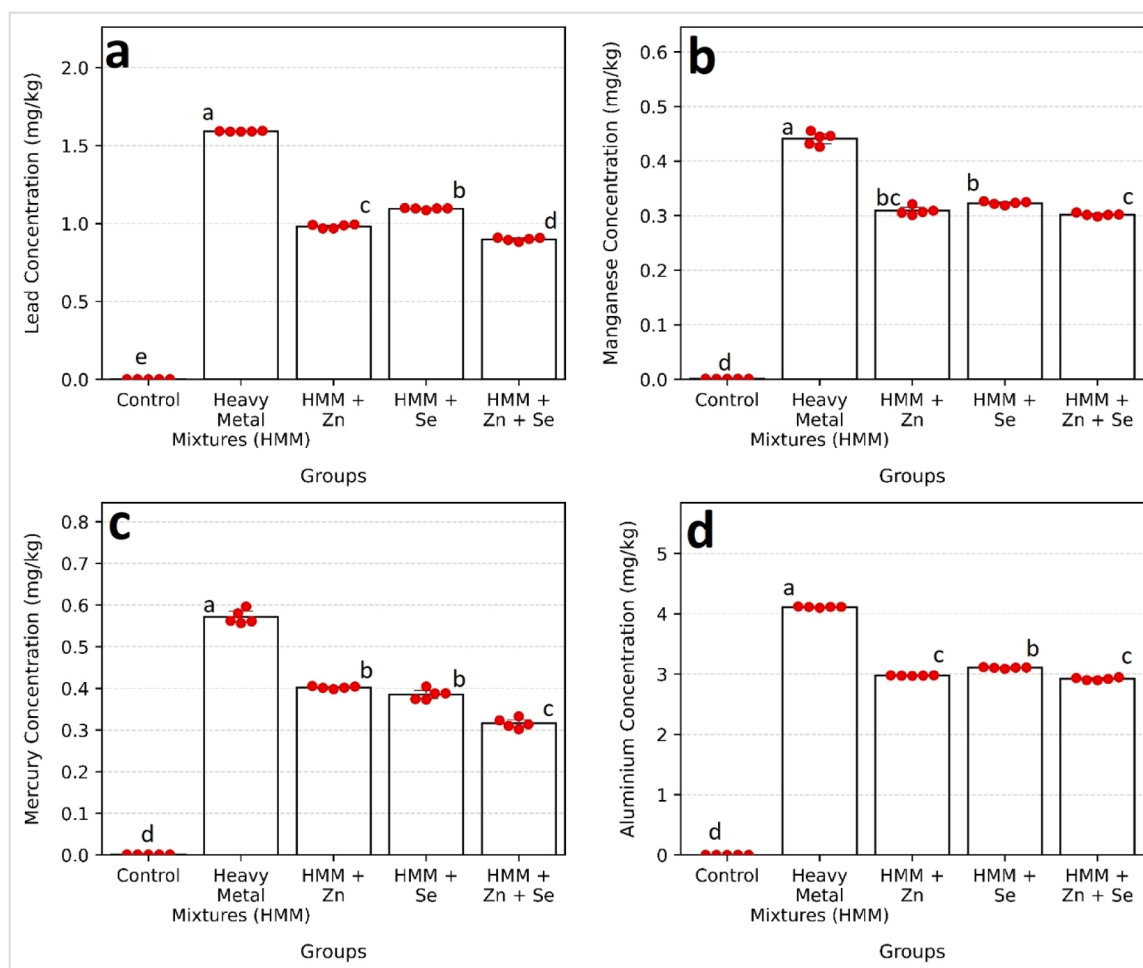 a
Lead Concentration (mg/kg)
2.0
1.5
1.0
0.5
0.0
a
b
c
d
e
Control
Heavy
Metal
Mixtures (HMM)
HMM +
Zn
HMM +
Se
HMM +
Zn + Se
Groups
b
Manganese Concentration (mg/kg)
0.6
0.5
0.4
0.3
0.2
0.1
0.0
a
bc
b
c
d
Control
Heavy
Metal
Mixtures (HMM)
HMM +
Zn
HMM +
Se
HMM +
Zn + Se
Groups
c
Mercury Concentration (mg/kg)
0.8
0.7
0.6
0.5
0.4
0.3
0.2
0.1
0.0
a
b
b
c
d
Control
Heavy
Metal
Mixtures (HMM)
HMM +
Zn
HMM +
Se
HMM +
Zn + Se
Groups
d
Aluminium Concentration (mg/kg)
5
4
3
2
1
0
a
c
b
c
d
Control
Heavy
Metal
Mixtures (HMM)
HMM +
Zn
HMM +
Se
HMM +
Zn + Se
Groups